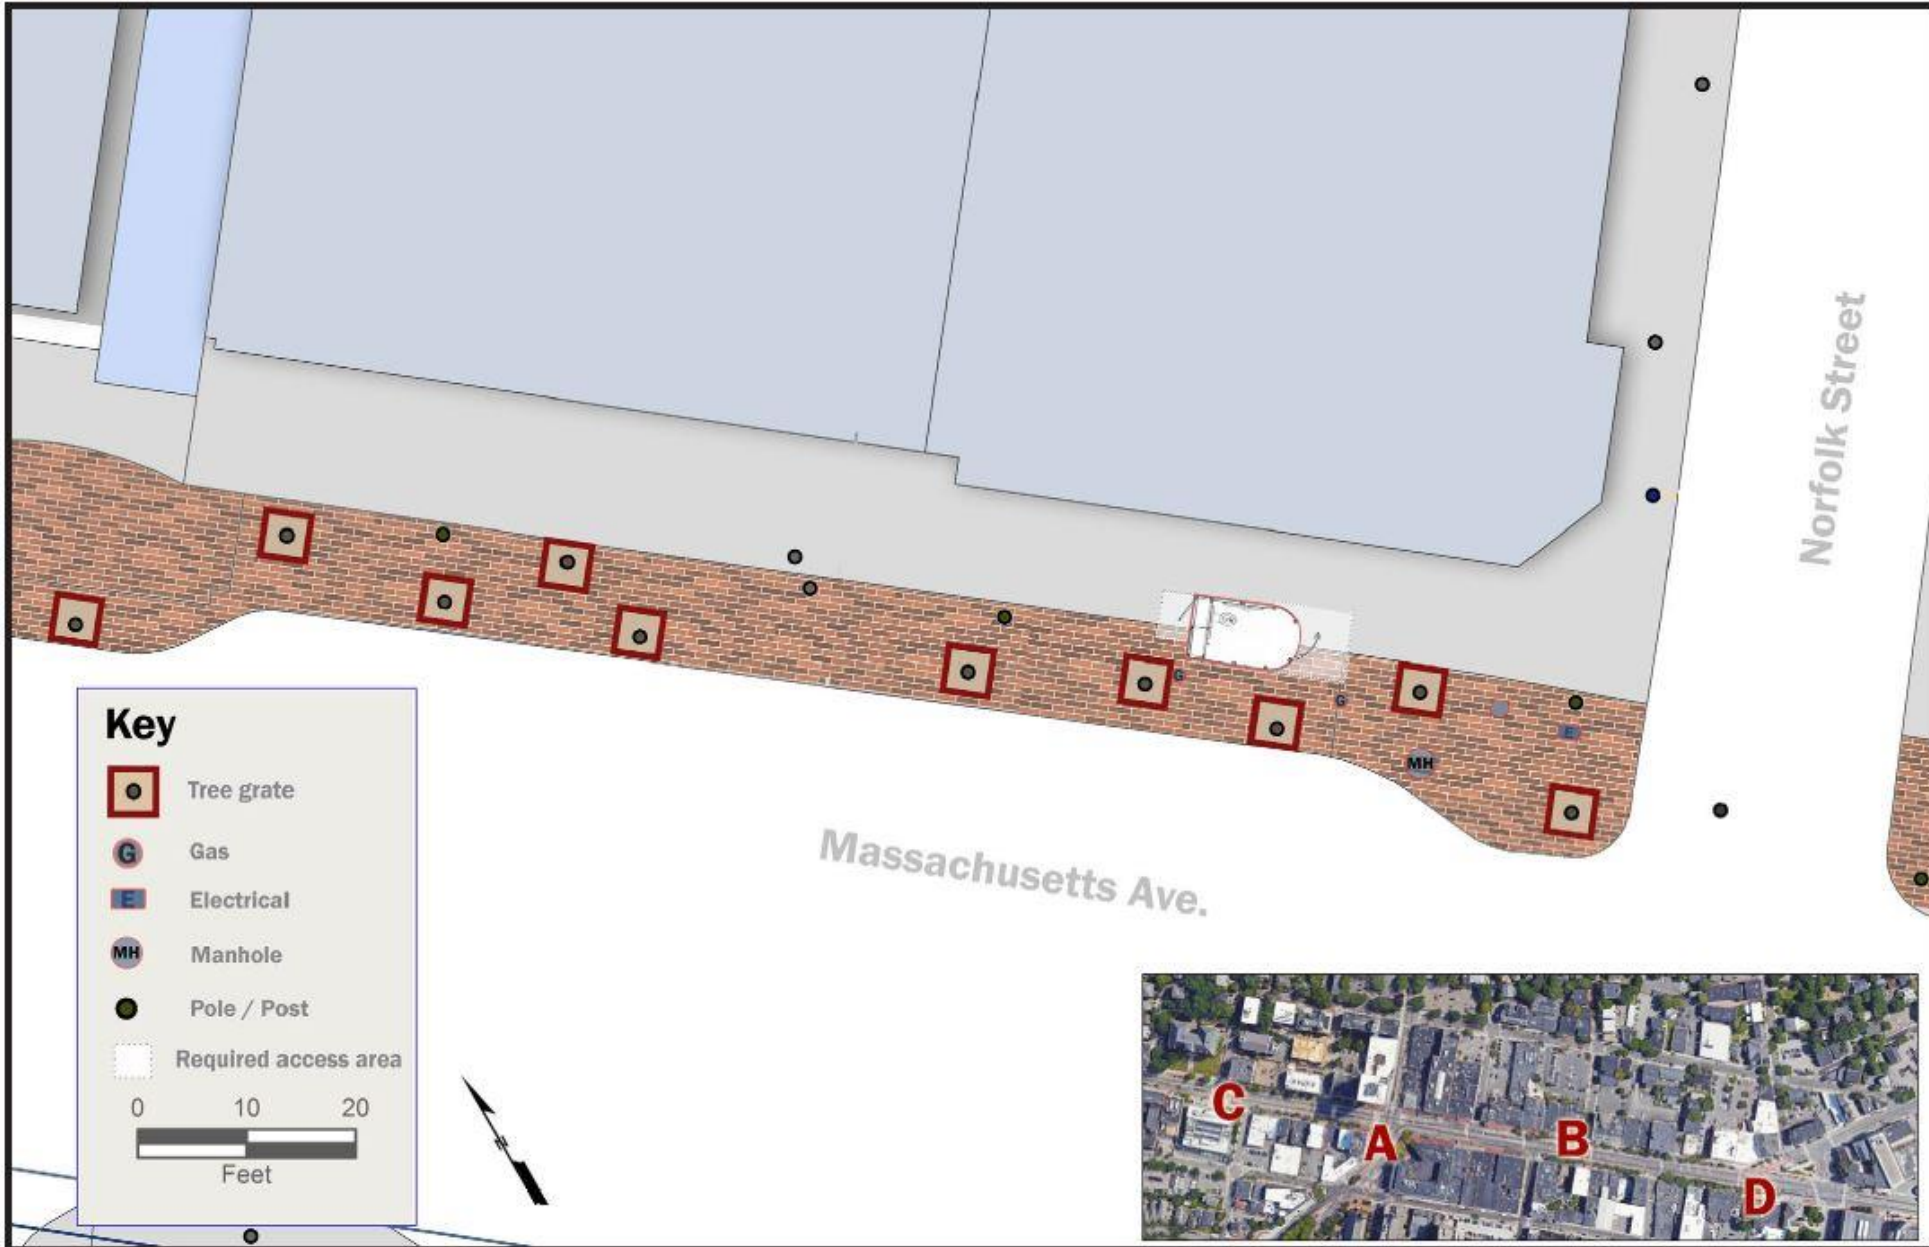 Norfolk Street
G
G
E
MH
Massachusetts Ave.
Key
Tree grate
G Gas
E Electrical
MH Manhole
Pole / Post
Required access area
0 10 20
Feet
C
A
B
D